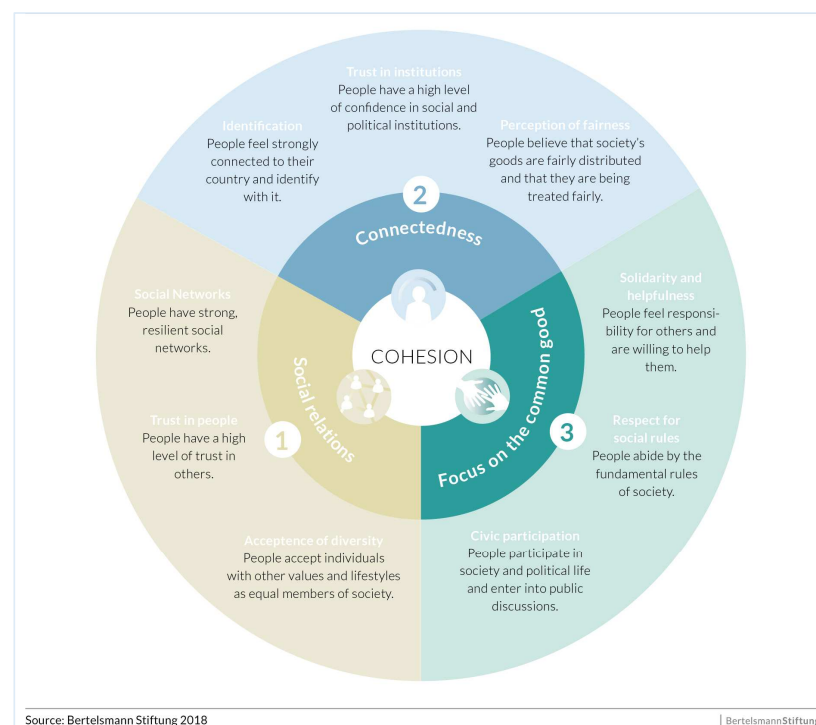 Trust in institutions
People have a high level
of confidence in social and
political institutions.
Identification
People feel strongly
connected to their
country and identify
with it.
Perception of fairness
People believe that society's
goods are fairly distributed
and that they are being
treated fairly.
2
Connectedness
Social Networks
People have strong,
resilient social
networks.
Trust in people
People have a high
level of trust in
others.
Acceptence of diversity
People accept individuals
with other values and lifestyles
as equal members of society.
1
Social relations
COHESION
Focus on the common good
3
Solidarity and
helpfulness
People feel responsi-
bility for others and
are willing to help
them.
Respect for
social rules
People abide by the
fundamental rules
of society.
Civic participation
People participate in
society and political life
and enter into public
discussions.
Source: Bertelsmann Stiftung 2018
BertelsmannStiftung